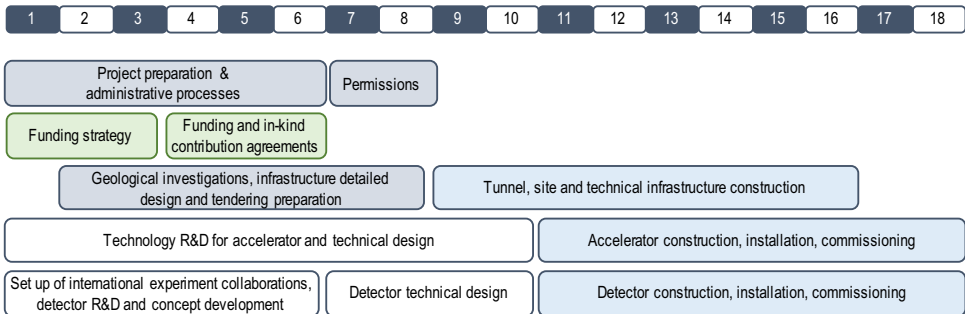 1 2 3 4 5 6 7 8 9 10 11 12 13 14 15 16 17 18
Project preparation &
administrative processes
Permissions
Funding strategy
Funding and in-kind
contribution agreements
Geological investigations, infrastructure detailed
design and tendering preparation
Tunnel, site and technical infrastructure construction
Technology R&D for accelerator and technical design
Accelerator construction, installation, commissioning
Set up of international experiment collaborations,
detector R&D and concept development
Detector technical design
Detector construction, installation, commissioning